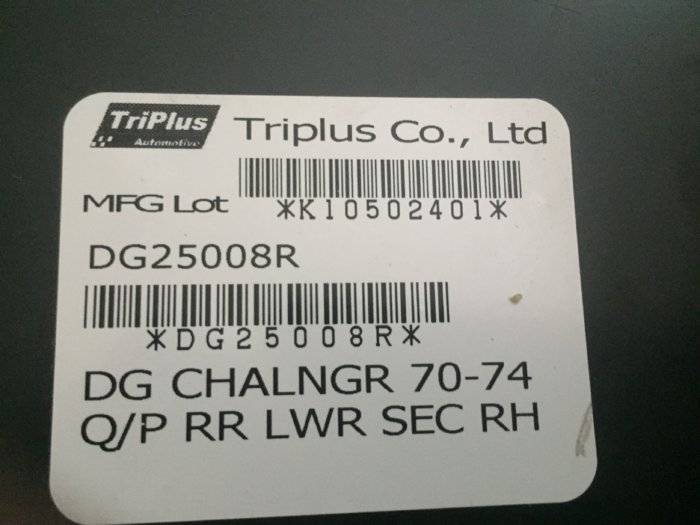 TriPlus
Automotive
Triplus Co., Ltd
MFG Lot
*K10502401*
DG25008R
*DG25008R*
DG CHALNGR 70-74
Q/P RR LWR SEC RH